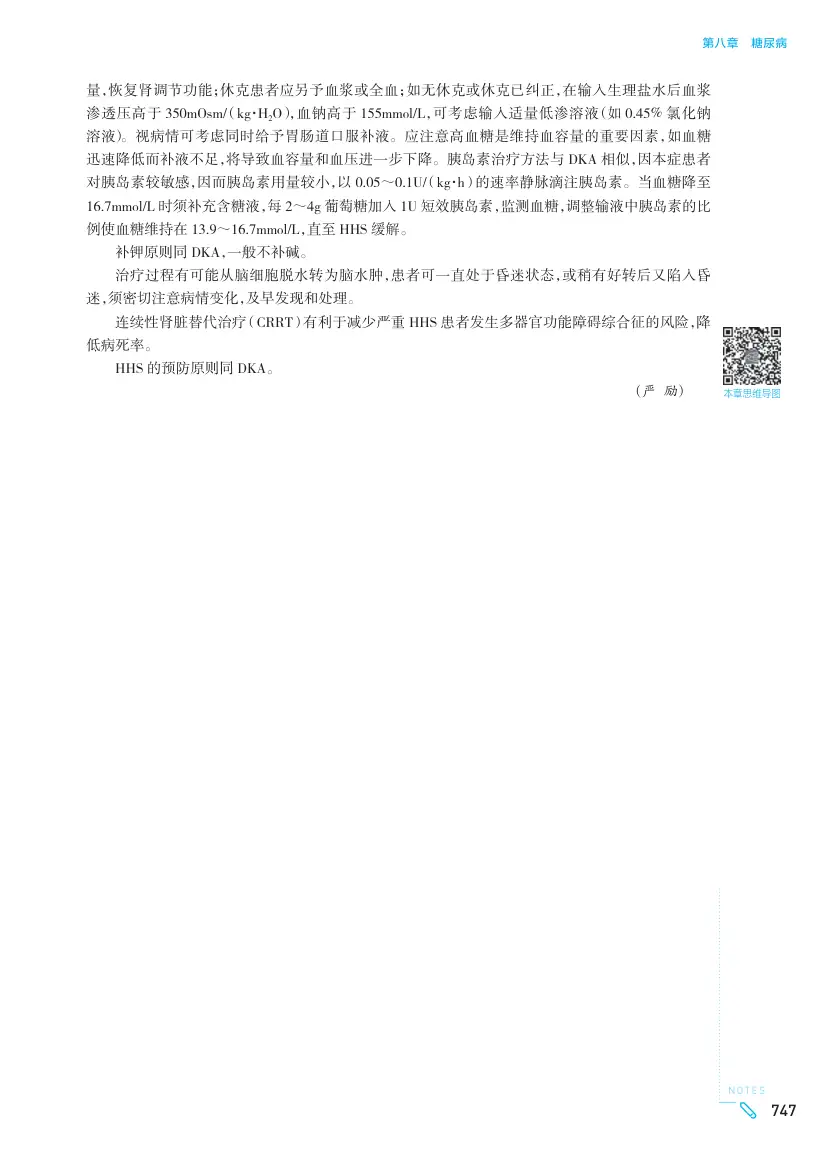 第八章 糖尿病
量,恢复肾调节功能;休克患者应另予血浆或全血;如无休克或休克已纠正,在输入生理盐水后血浆
渗透压高于 350mOsm/(kg·H₂O),血钠高于 155mmol/L,可考虑输入适量低渗溶液(如 0.45% 氯化钠
溶液)。视病情可考虑同时给予胃肠道口服补液。应注意高血糖是维持血容量的重要因素,如血糖
迅速降低而补液不足,将导致血容量和血压进一步下降。胰岛素治疗方法与 DKA 相似,因本症患者
对胰岛素较敏感,因而胰岛素用量较小,以 0.05~0.1U/(kg·h)的速率静脉滴注胰岛素。当血糖降至
16.7mmol/L 时须补充含糖液,每 2~4g 葡萄糖加入 1U 短效胰岛素,监测血糖,调整输液中胰岛素的比
例使血糖维持在 13.9~16.7mmol/L,直至 HHS 缓解。
补钾原则同 DKA,一般不补碱。
治疗过程有可能从脑细胞脱水转为脑水肿,患者可一直处于昏迷状态,或稍有好转后又陷入昏
迷,须密切注意病情变化,及早发现和处理。
连续性肾脏替代治疗(CRRT)有利于减少严重 HHS 患者发生多器官功能障碍综合征的风险,降
低病死率。
HHS 的预防原则同 DKA。
(严 励)
本章思维导图
NOTES
747